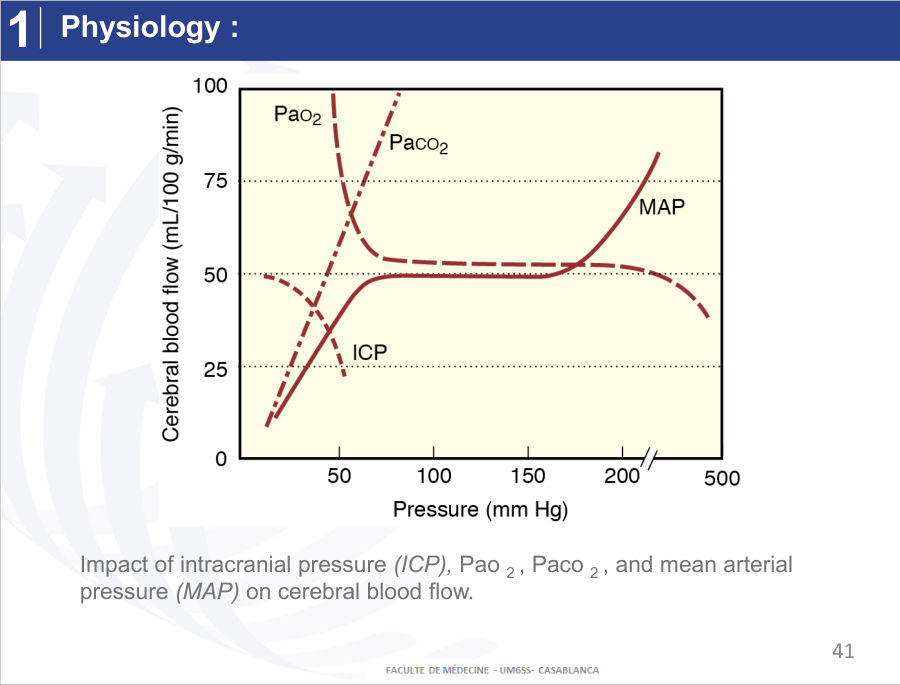 1 Physiology :
100
PaO2
PaCO2
75
MAP
50
ICP
25
0
50 100 150 200 500
Cerebral blood flow (mL/100 g/min)
Pressure (mm Hg)
Impact of intracranial pressure (ICP), Pao 2 , Paco 2 , and mean arterial
pressure (MAP) on cerebral blood flow.
41
FACULTE DE MÉDECINE - UM6SS- CASABLANCA